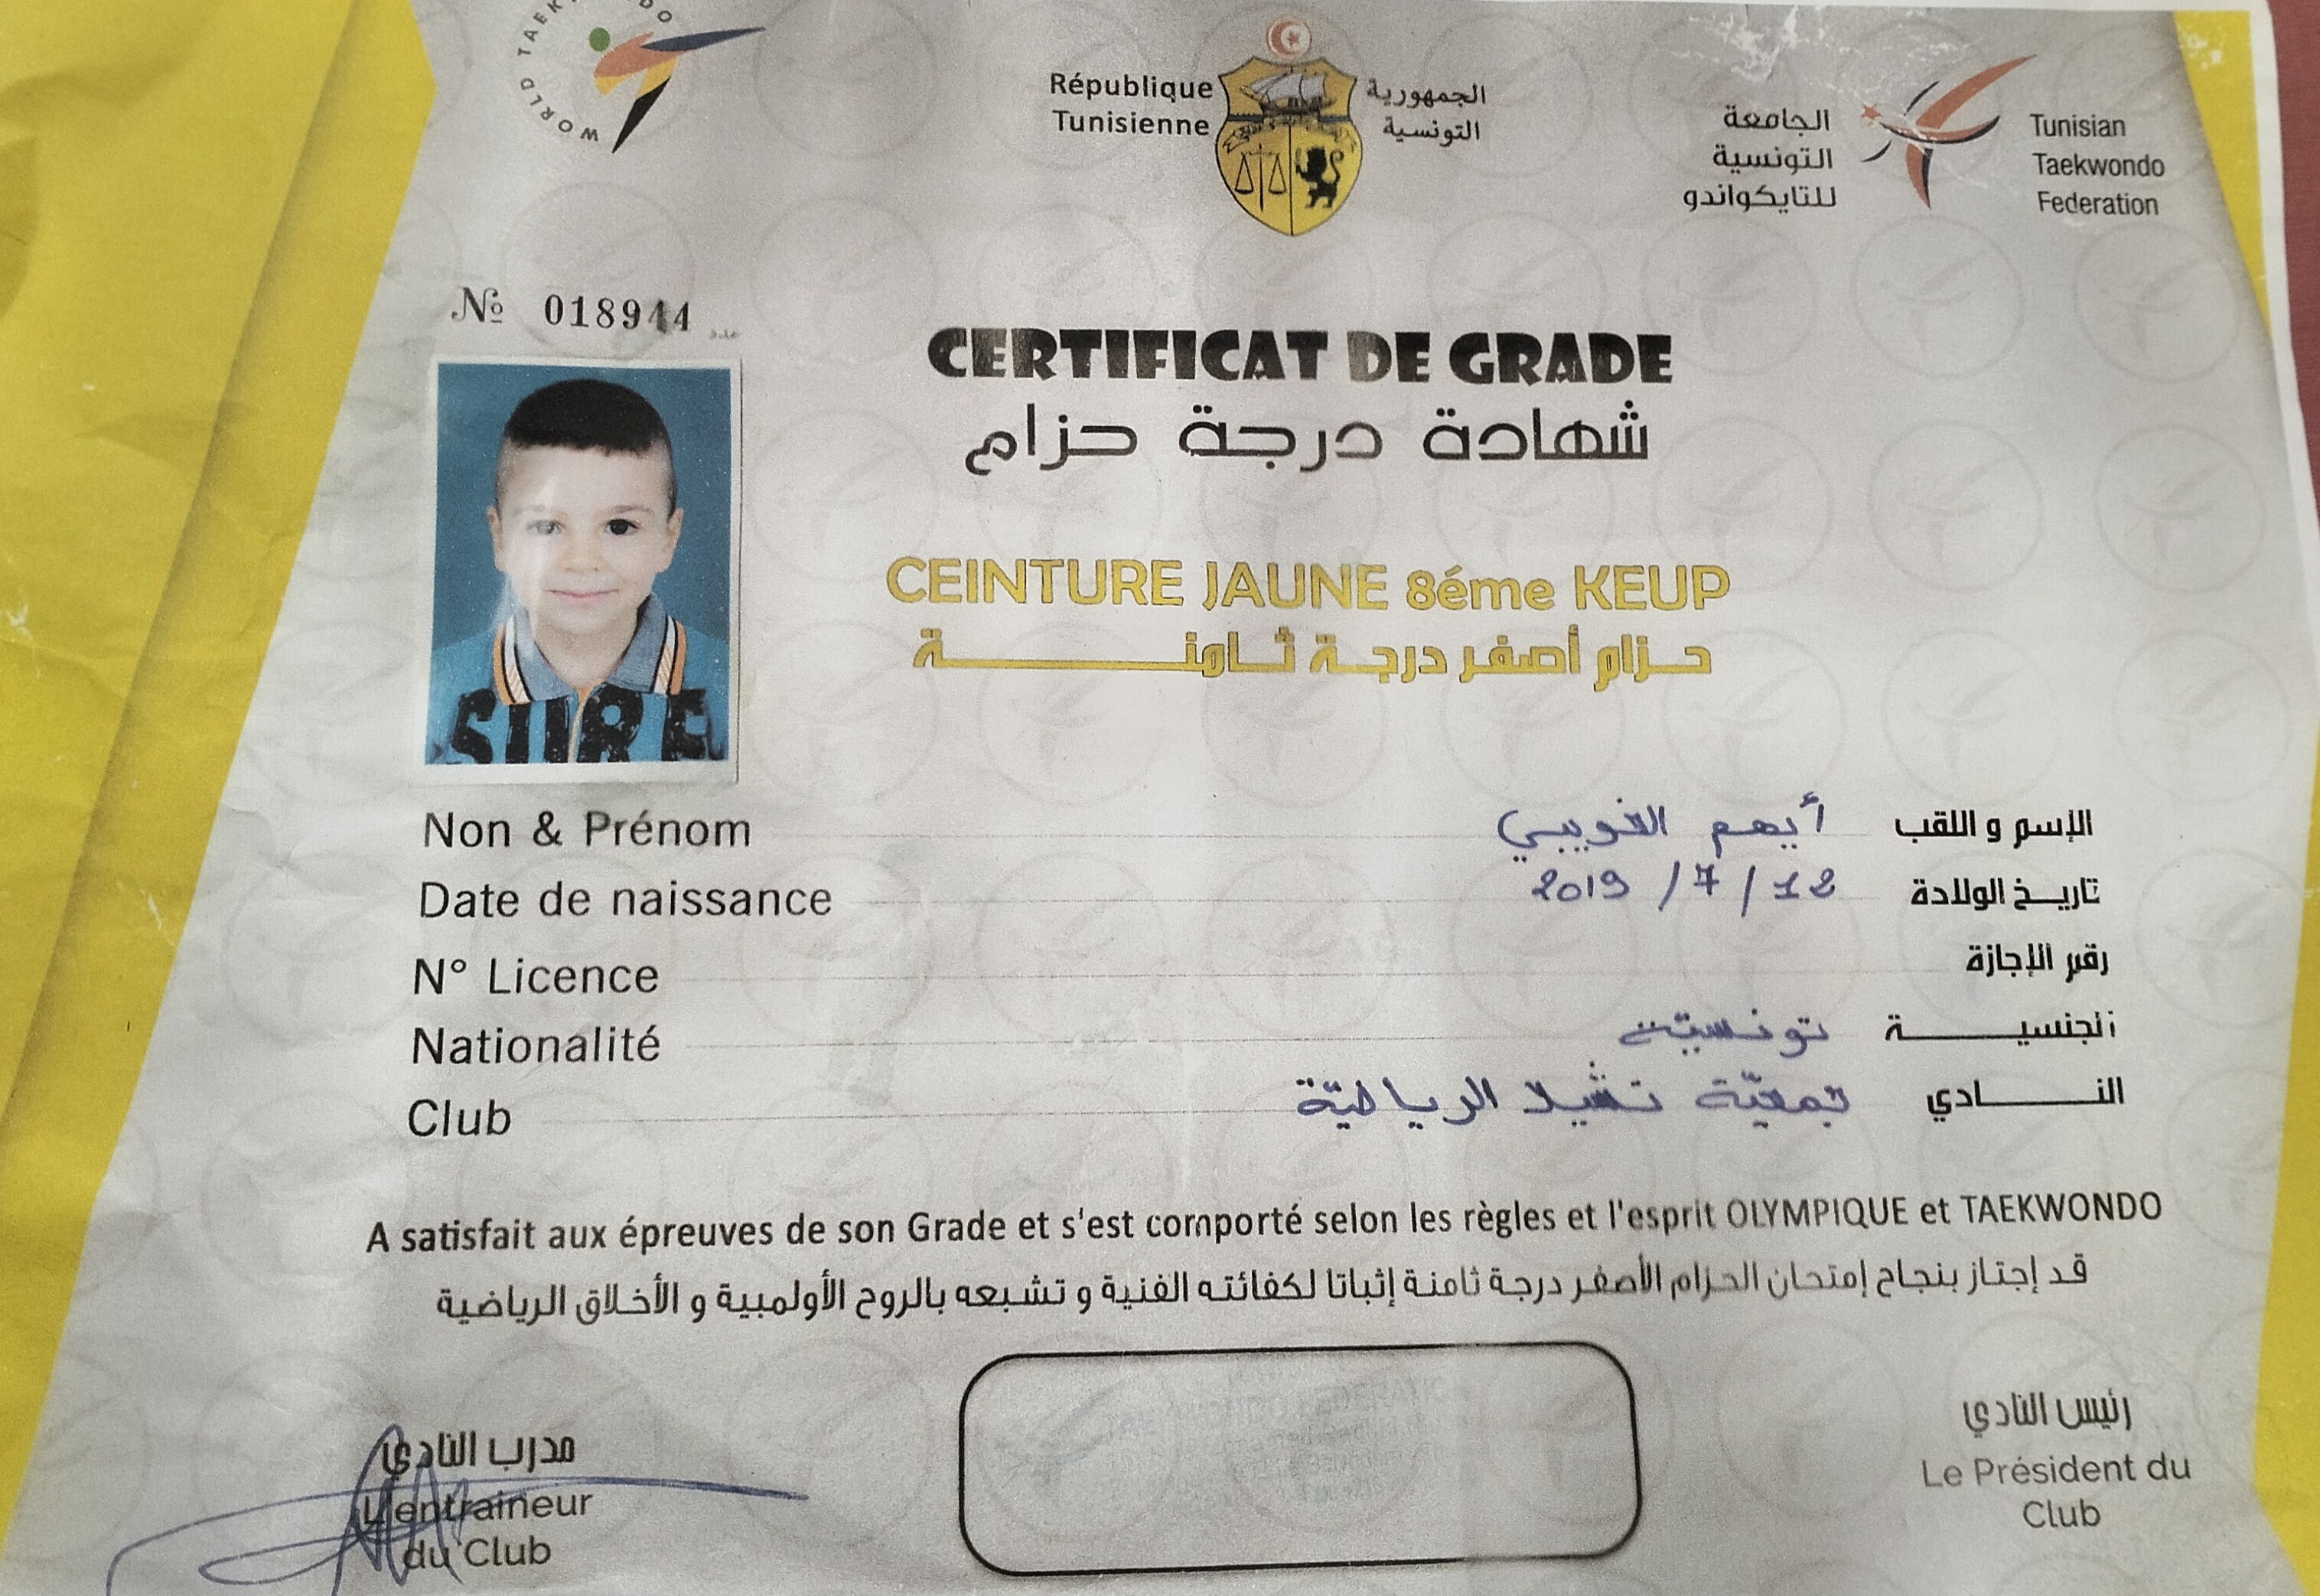 WORLD TAEK DO
République
Tunisienne
الجمهورية
التونسية
الجامعة
التونسية
للتايكواندو
Tunisian
Taekwondo
Federation
№ 018944
CERTIFICAT DE GRADE
شهادة درجة حزام
CEINTURE JAUNE 8éme KEUP
حزام أصفر درجة ثامنة
SURF
Non & Prénom أيهم الغويبي الإسم و اللقب
Date de naissance 2019 / 7 / 12 تاريخ الولادة
N° Licence رقم الإجازة
Nationalité تونسية الجنسية
Club جمعية الرياضية النادي
A satisfait aux épreuves de son Grade et s'est comporté selon les règles et l'esprit OLYMPIQUE et TAEKWONDO
قد إجتاز بنجاح إمتحان الحزام الأصفر درجة ثامنة إثباتا لكفائته الفنية و تشبعه بالروح الأولمبية و الأخلاق الرياضية
مدرب النادي
L'entraineur
du Club
رئيس النادي
Le Président du
Club